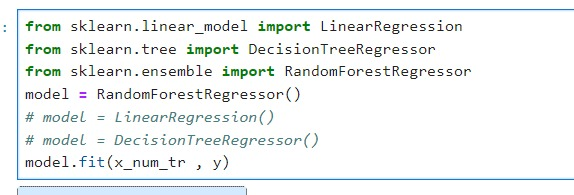 :
from sklearn.linear_model import LinearRegression
from sklearn.tree import DecisionTreeRegressor
from sklearn.ensemble import RandomForestRegressor
model = RandomForestRegressor()
# model = LinearRegression()
# model = DecisionTreeRegressor()
model.fit(x_num_tr , y)